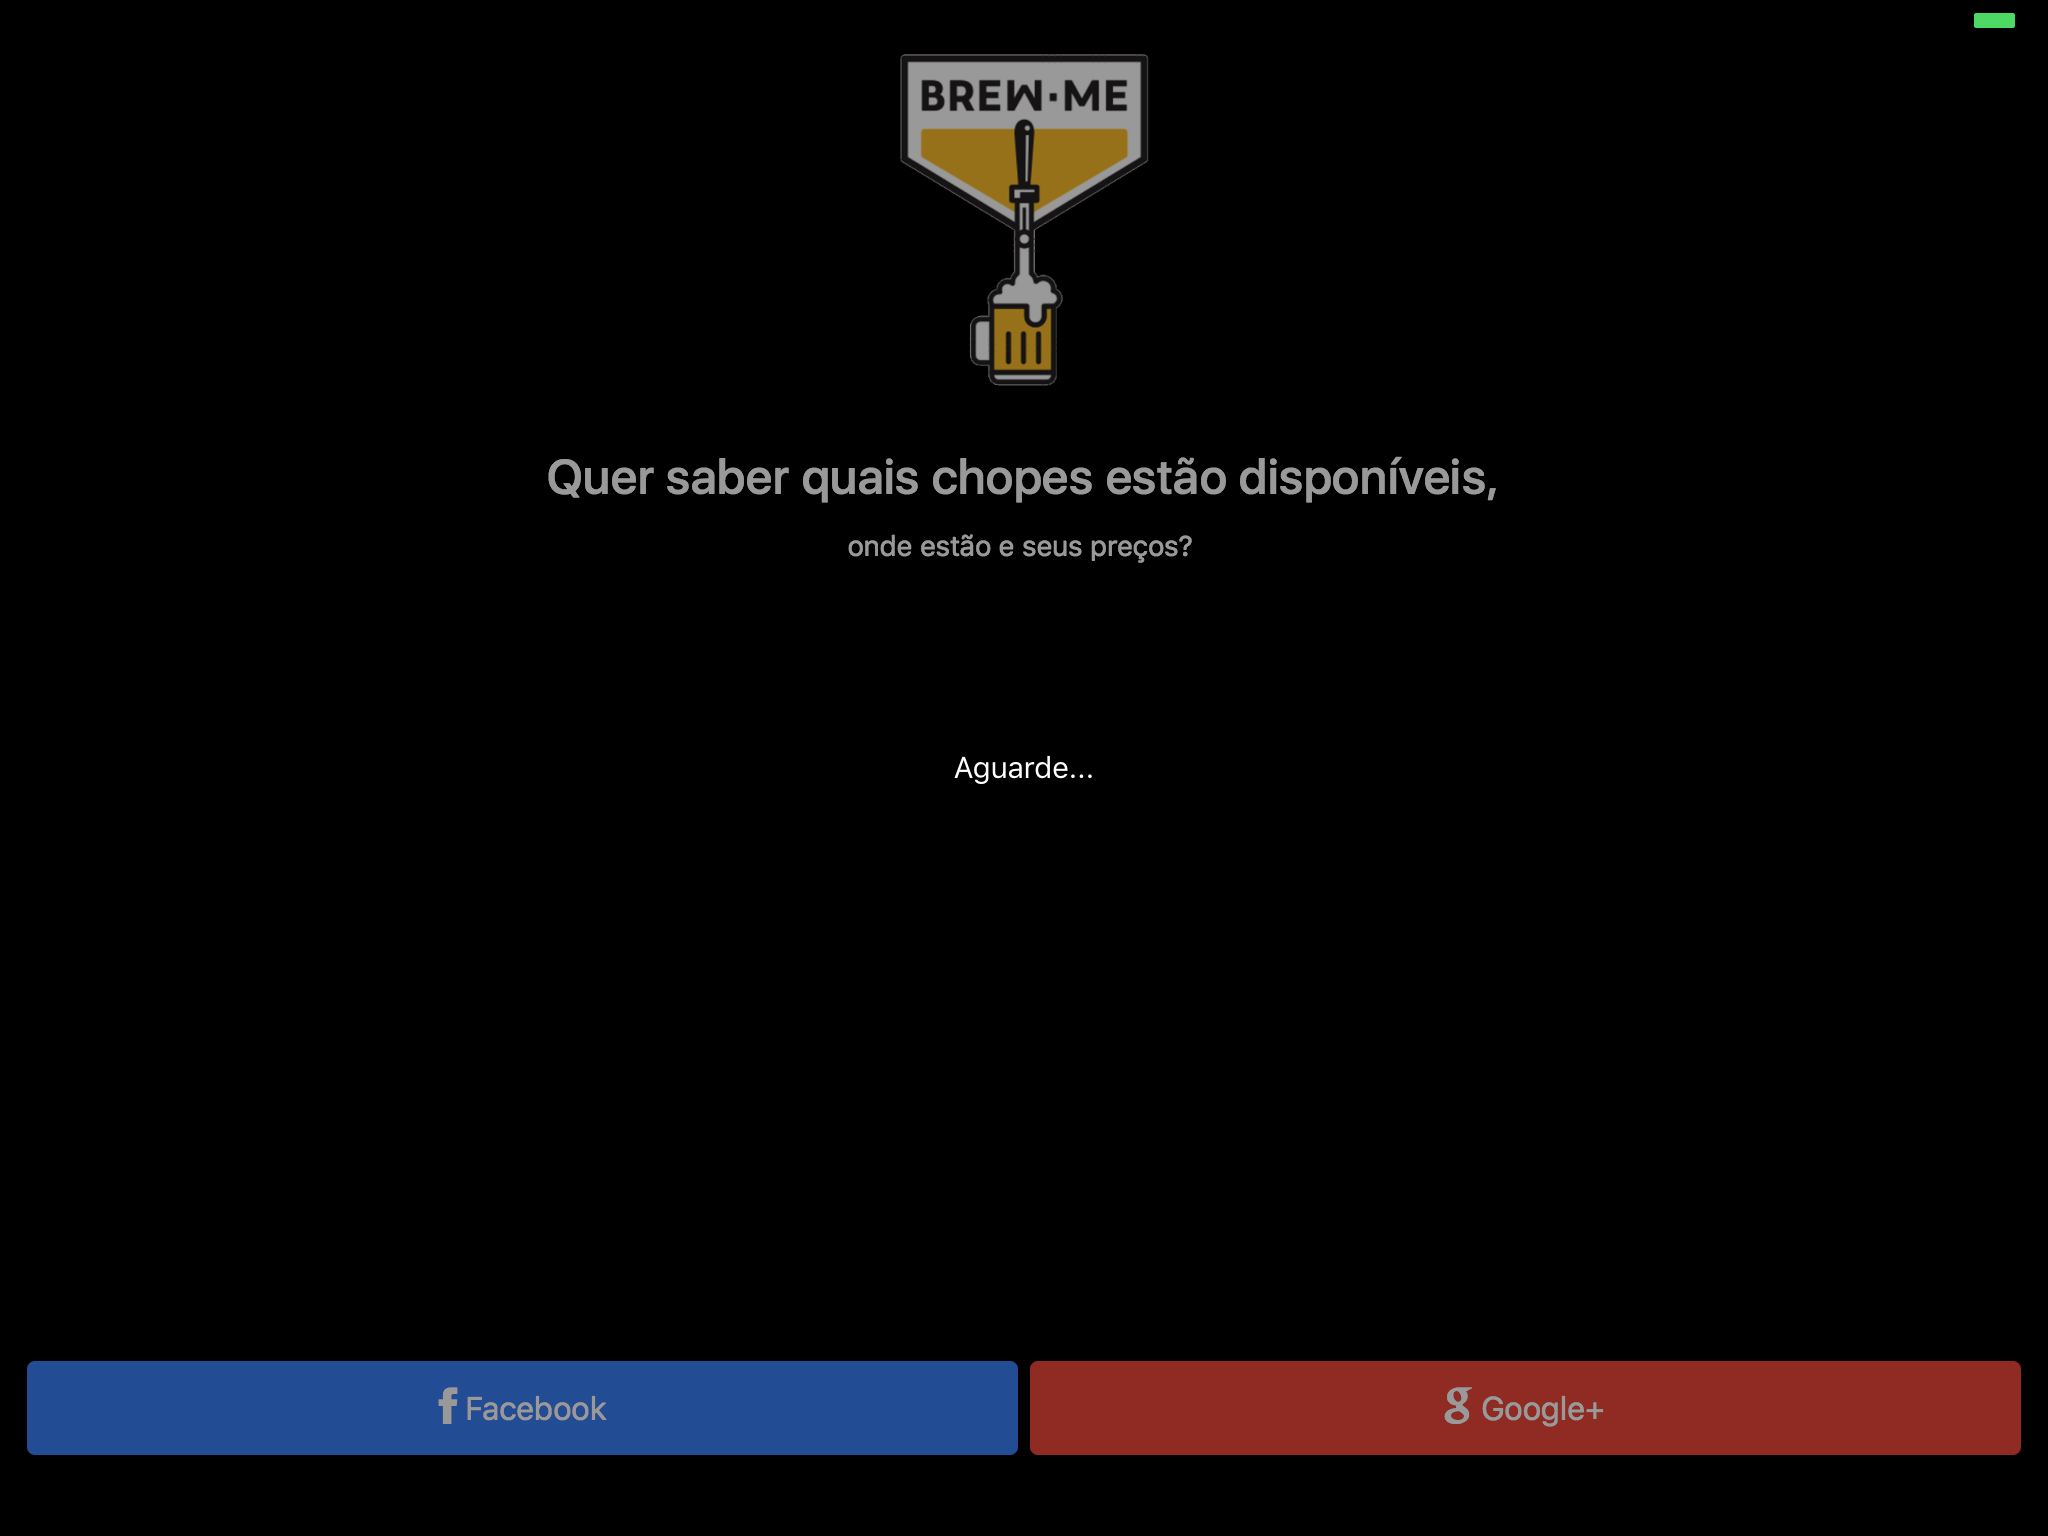 BREW·ME
Quer saber quais chopes estão disponíveis,
onde estão e seus preços?
Aguarde...
Facebook
Google+